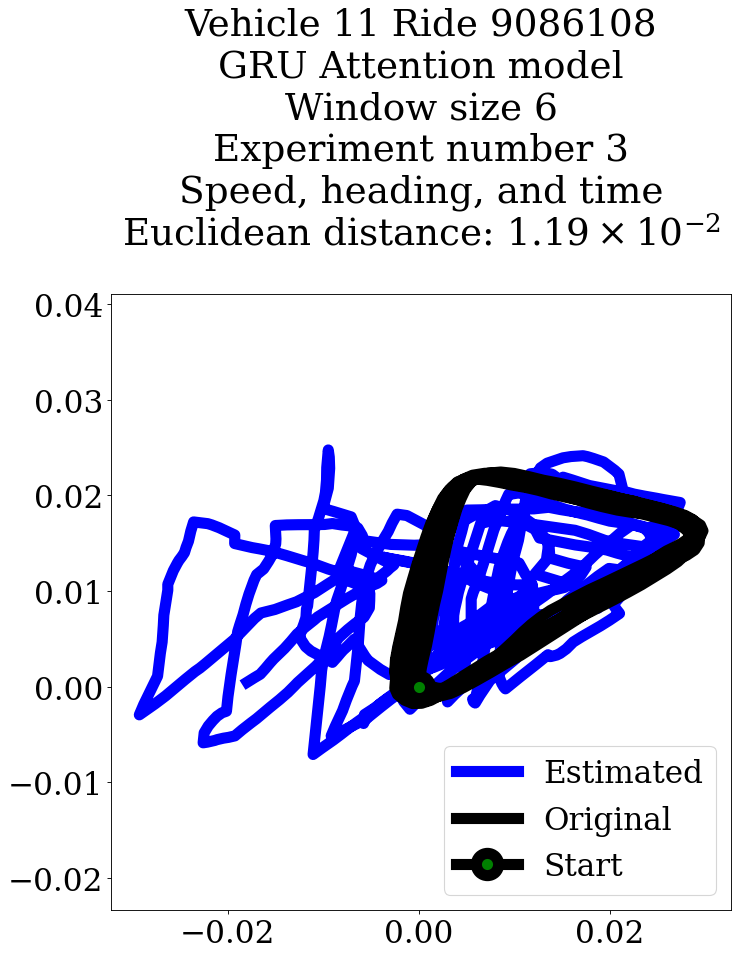 Vehicle 11 Ride 9086108
GRU Attention model
Window size 6
Experiment number 3
Speed, heading, and time
Euclidean distance: 1.19 × 10⁻²
0.04
0.03
0.02
0.01
0.00
−0.01
−0.02
Estimated
Original
Start
−0.02 0.00 0.02